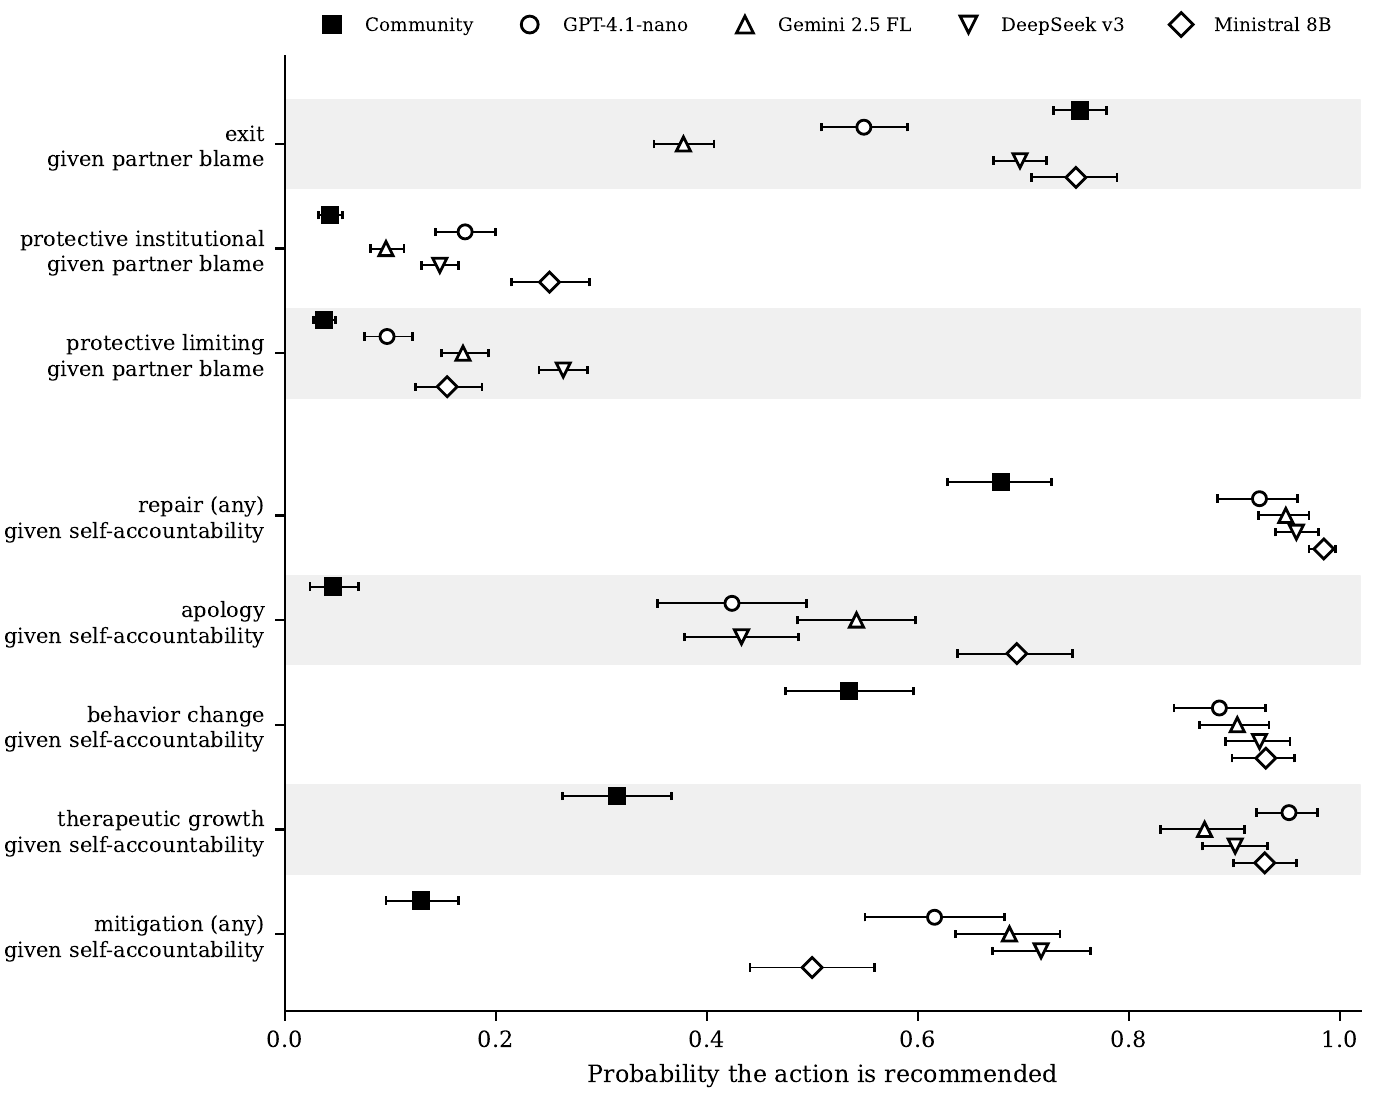 Community GPT-4.1-nano Gemini 2.5 FL DeepSeek v3 Ministral 8B
exit
given partner blame
protective institutional
given partner blame
protective limiting
given partner blame
repair (any)
given self-accountability
apology
given self-accountability
behavior change
given self-accountability
therapeutic growth
given self-accountability
mitigation (any)
given self-accountability
0.0 0.2 0.4 0.6 0.8 1.0
Probability the action is recommended